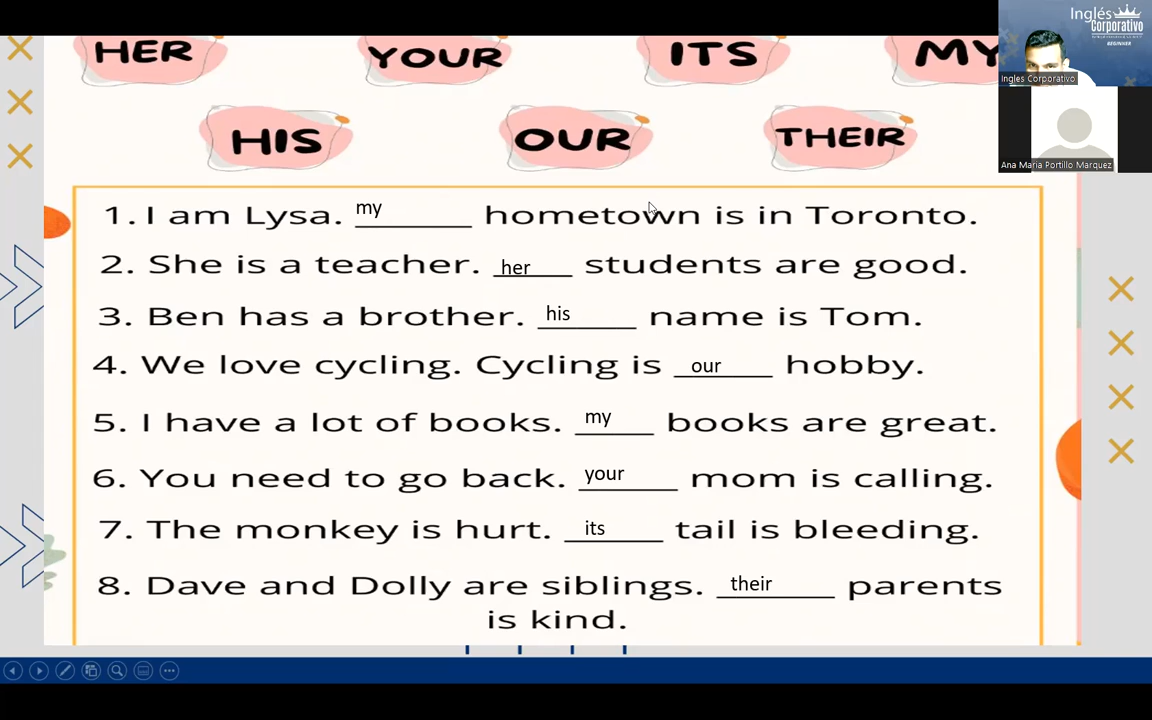 HER YOUR ITS MY
HIS OUR THEIR
1. I am Lysa. my hometown is in Toronto.
2. She is a teacher. her students are good.
3. Ben has a brother. his name is Tom.
4. We love cycling. Cycling is our hobby.
5. I have a lot of books. my books are great.
6. You need to go back. your mom is calling.
7. The monkey is hurt. its tail is bleeding.
8. Dave and Dolly are siblings. their parents
is kind.
Inglés
Corporativo
BEGINNER
Ingles Corporativo
Ana Maria Portillo Marquez